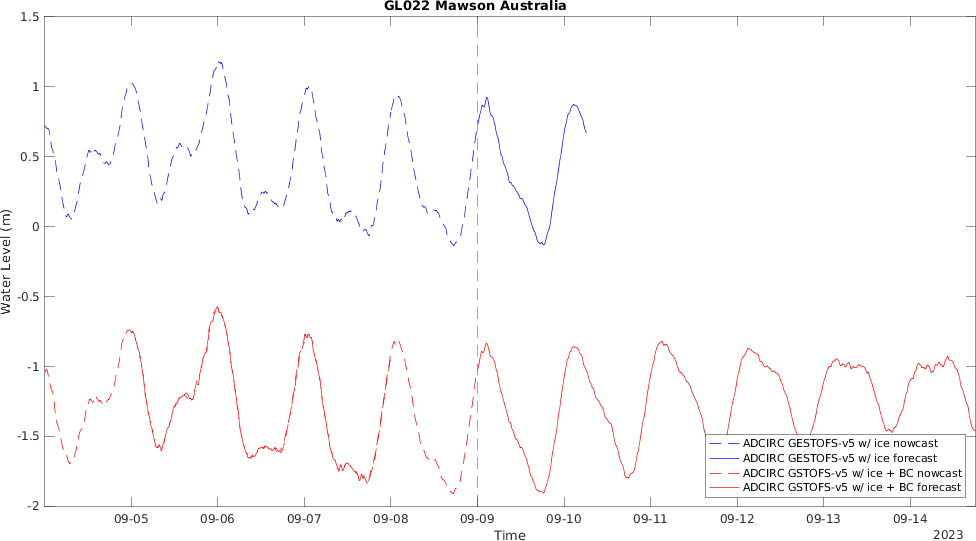 GL022 Mawson Australia
1.5
1
0.5
0
-0.5
-1
-1.5
-2
Water Level (m)
09-05 09-06 09-07 09-08 09-09 09-10 09-11 09-12 09-13 09-14
Time
2023
ADCIRC GESTOFS-v5 w/ ice nowcast
ADCIRC GESTOFS-v5 w/ ice forecast
ADCIRC GSTOFS-v5 w/ ice + BC nowcast
ADCIRC GSTOFS-v5 w/ ice + BC forecast